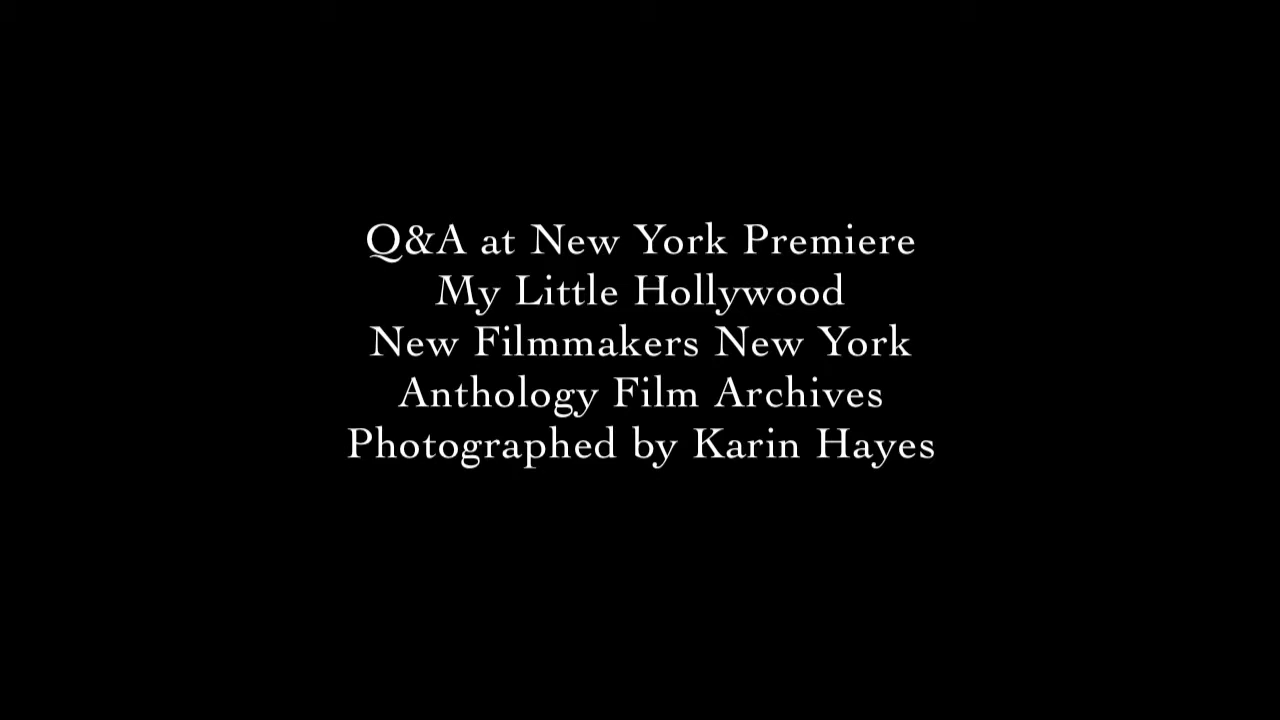 Q&A at New York Premiere
My Little Hollywood
New Filmmakers New York
Anthology Film Archives
Photographed by Karin Hayes